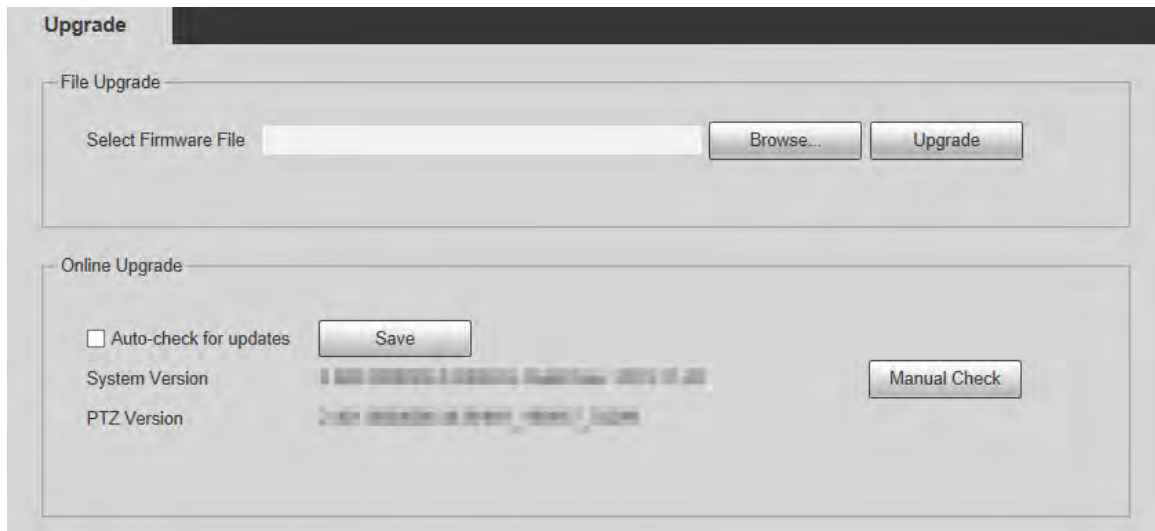 Upgrade
File Upgrade
Select Firmware File Browse... Upgrade
Online Upgrade
Auto-check for updates Save
System Version Manual Check
PTZ Version